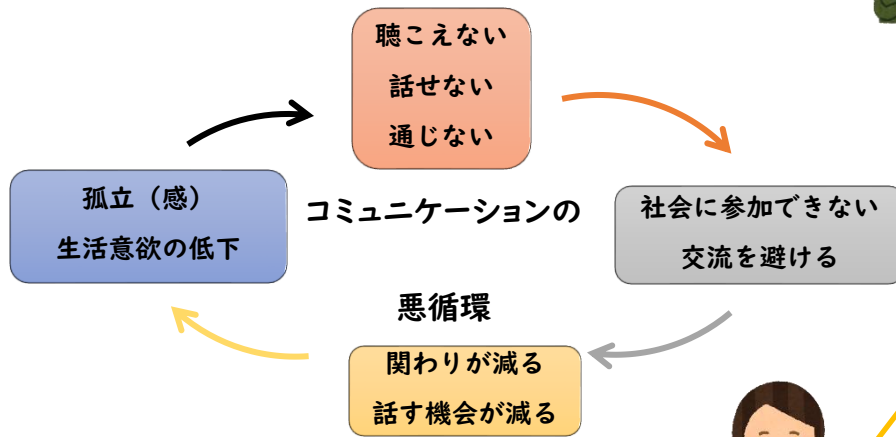 聴こえない
話せない
通じない
孤立（感）
生活意欲の低下
コミュニケーションの
悪循環
社会に参加できない
交流を避ける
関わりが減る
話す機会が減る